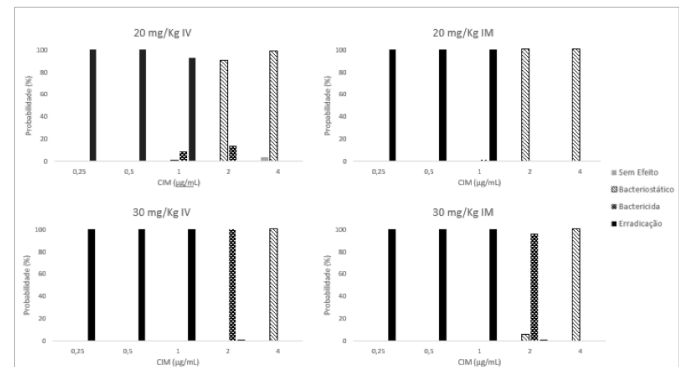 20 mg/Kg IV
Probabilidade (%)
100
80
60
40
20
0
0,25 0,5 1 2 4
CIM (µg/mL)
20 mg/Kg IM
Propabilidade (%)
100
80
60
40
20
0
0,25 0,5 1 2 4
CIM (µg/mL)
Sem Efeito
Bacteriostático
Bactericida
Erradicação
30 mg/Kg IV
Probabilidade (%)
100
80
60
40
20
0
0,25 0,5 1 2 4
CIM (µg/mL)
30 mg/Kg IM
Probabilidade (%)
100
80
60
40
20
0
0,25 0,5 1 2 4
CIM (µg/mL)